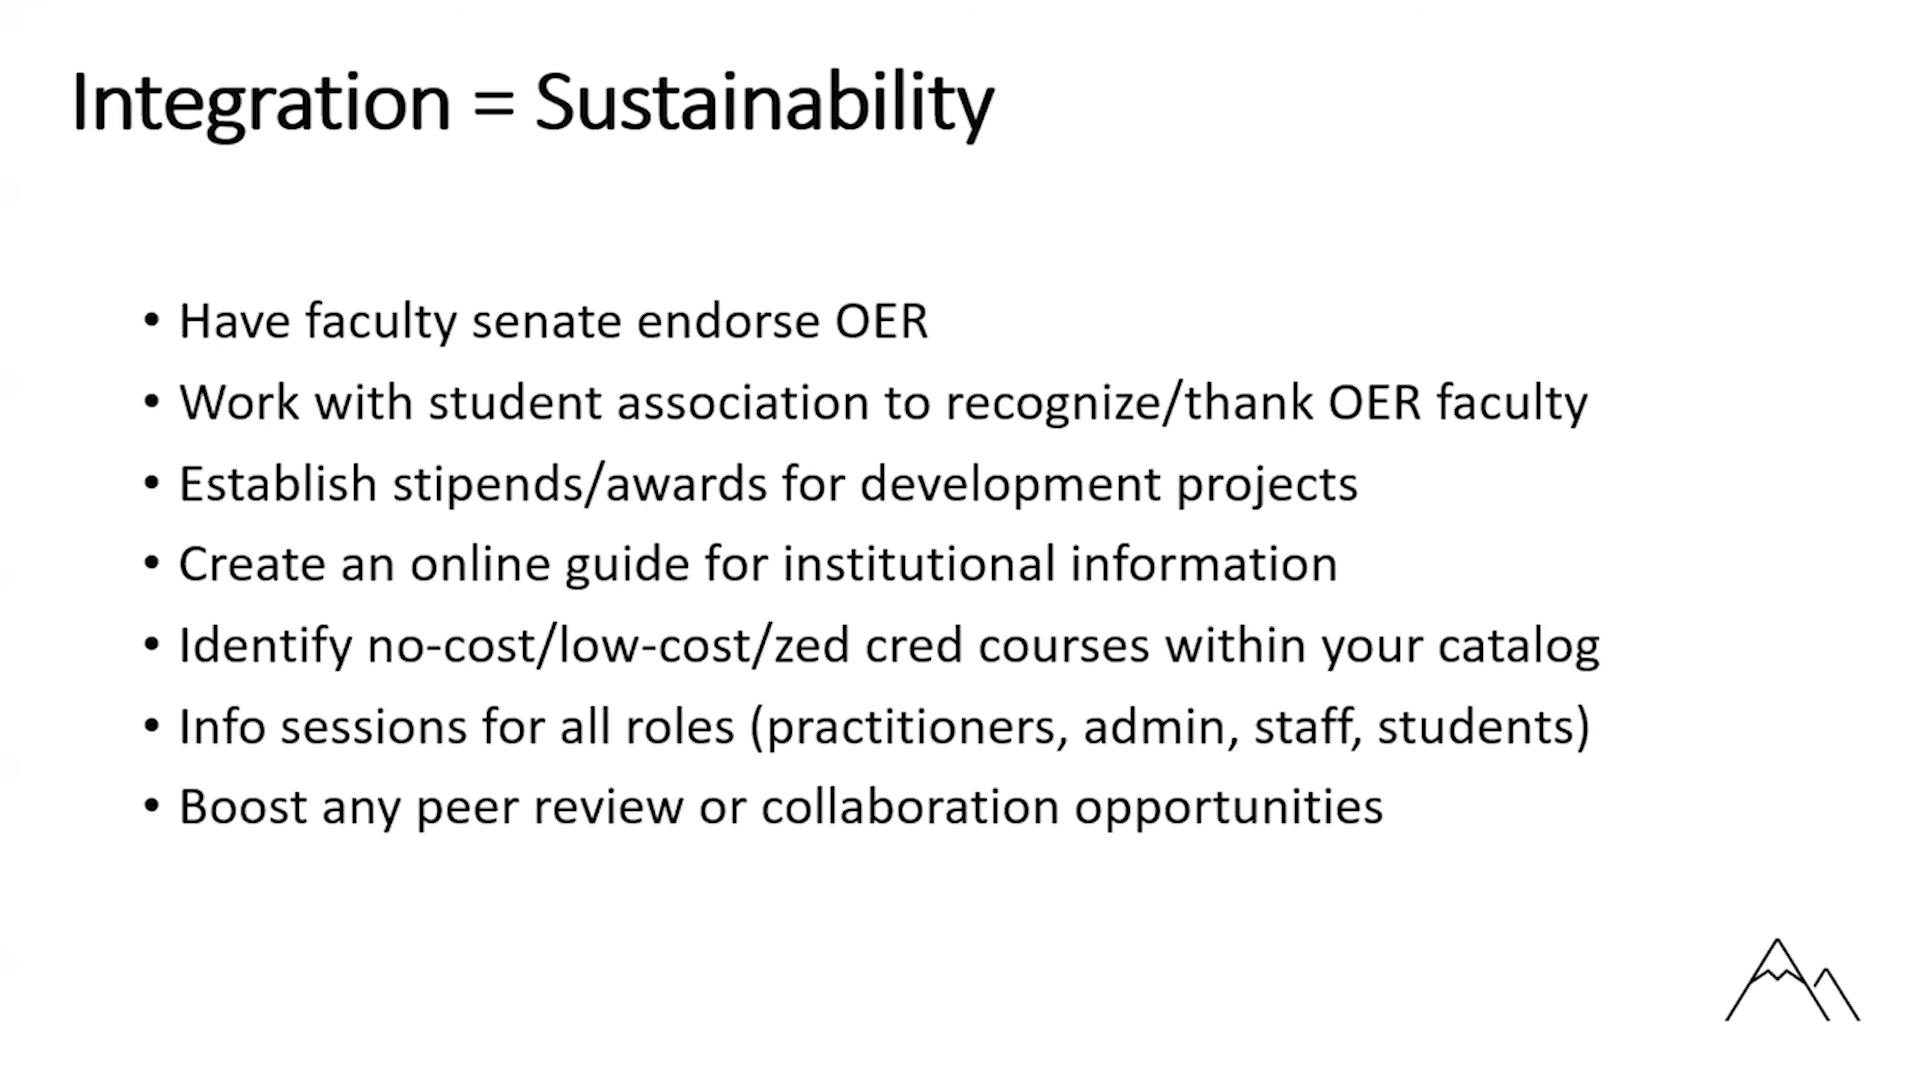 Integration = Sustainability
• Have faculty senate endorse OER
• Work with student association to recognize/thank OER faculty
• Establish stipends/awards for development projects
• Create an online guide for institutional information
• Identify no-cost/low-cost/zed cred courses within your catalog
• Info sessions for all roles (practitioners, admin, staff, students)
• Boost any peer review or collaboration opportunities